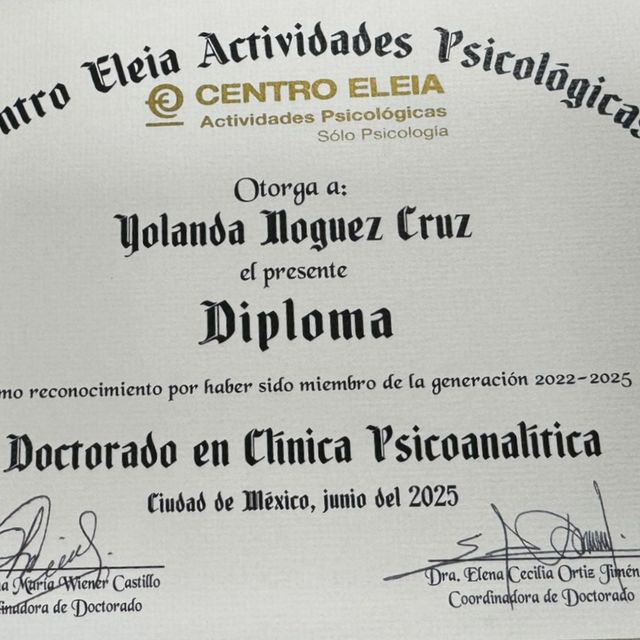 ntro Eleia Actividades Psicológicas
CENTRO ELEIA
Actividades Psicológicas
Sólo Psicología
Otorga a:
Yolanda Noguez Cruz
el presente
Diploma
mo reconocimiento por haber sido miembro de la generación 2022-2025
Doctorado en Clínica Psicoanalítica
Ciudad de México, junio del 2025
a María Wiener Castillo
inadora de Doctorado
Dra. Elena Cecilia Ortiz Jimén
Coordinadora de Doctorado